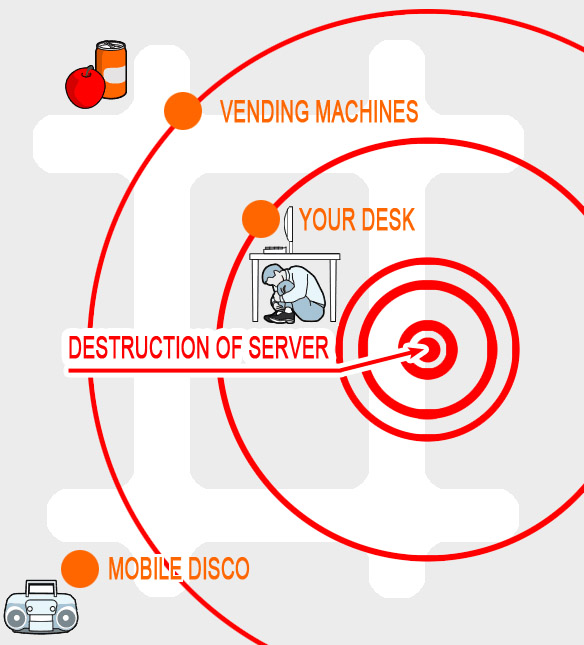 VENDING MACHINES
YOUR DESK
DESTRUCTION OF SERVER
MOBILE DISCO